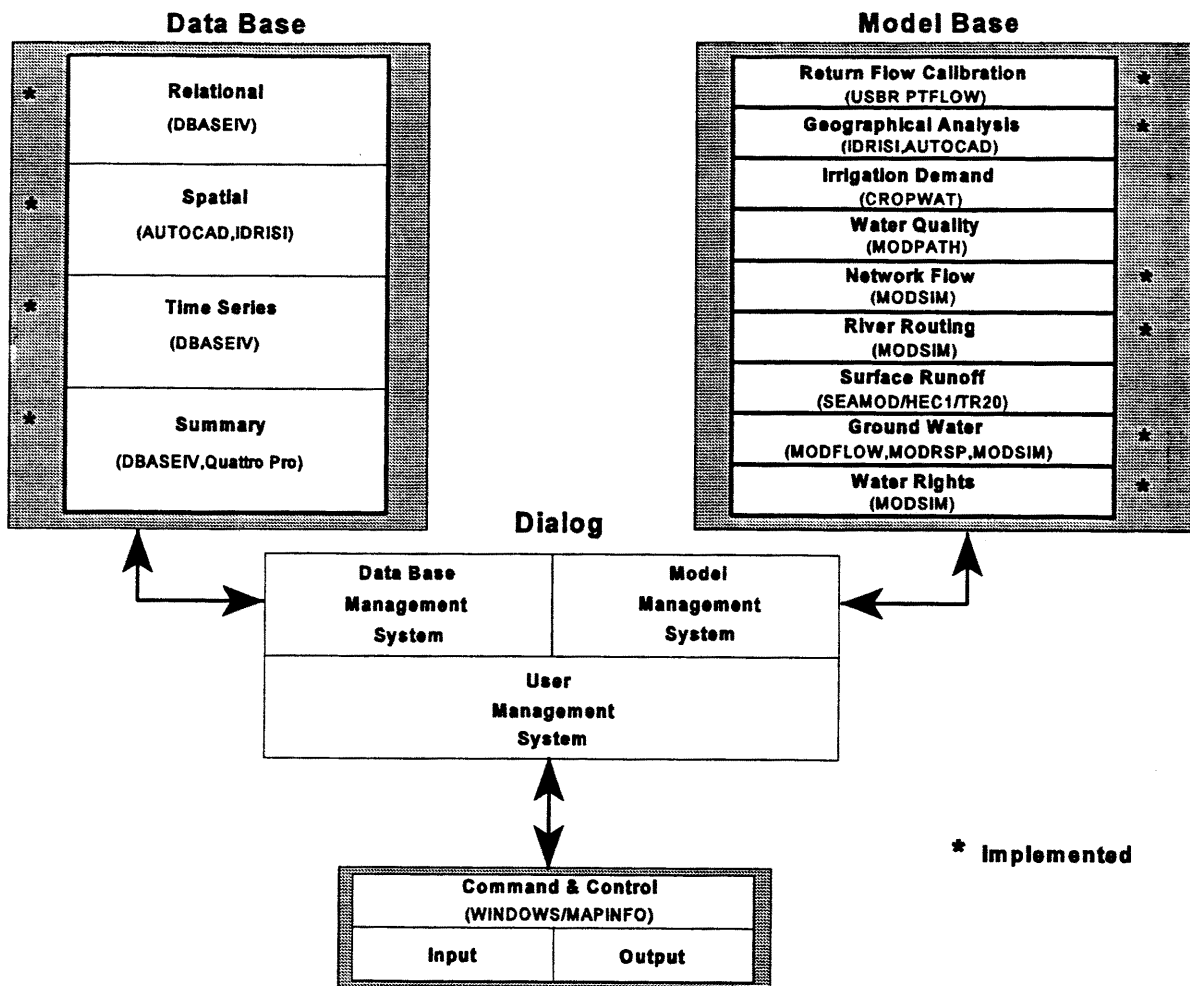 Data Base
* Relational
(DBASEIV)
* Spatial
(AUTOCAD,IDRISI)
* Time Series
(DBASEIV)
* Summary
(DBASEIV,Quattro Pro)
Model Base
Return Flow Calibration *
(USBR PTFLOW)
Geographical Analysis *
(IDRISI,AUTOCAD)
Irrigation Demand
(CROPWAT)
Water Quality
(MODPATH)
Network Flow *
(MODSIM)
River Routing *
(MODSIM)
Surface Runoff
(SEAMOD/HEC1/TR20)
Ground Water *
(MODFLOW,MODRSP,MODSIM)
Water Rights *
(MODSIM)
Dialog
Data Base
Management
System
Model
Management
System
User
Management
System
* Implemented
Command & Control
(WINDOWS/MAPINFO)
Input
Output